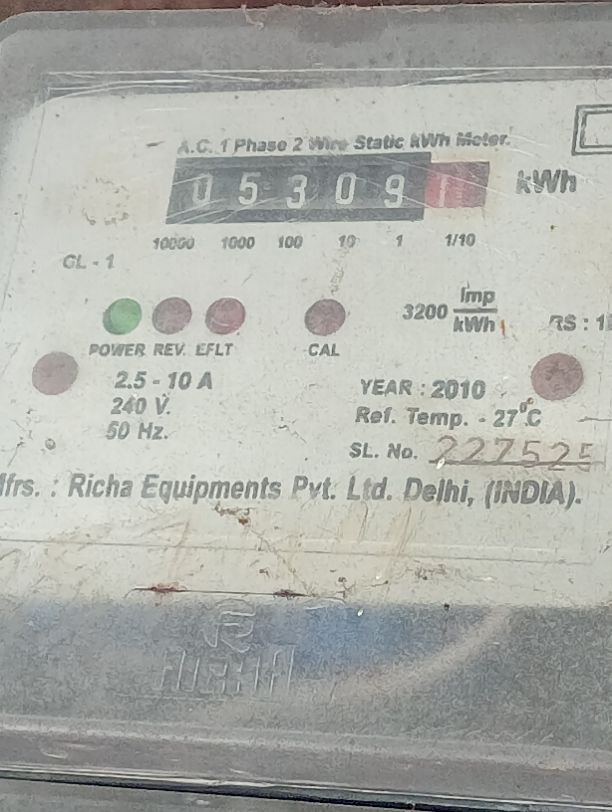 A.C. 1 Phase 2 Wire Static kWh Meter.
0 5 3 0 9 1 kWh
10000 1000 100 10 1 1/10
GL - 1
3200 Imp/kWh
POWER REV. EFLT CAL
2.5 - 10 A
240 V.
50 Hz.
YEAR : 2010
Ref. Temp. - 27°C
SL. No. 227525
Mfrs. : Richa Equipments Pvt. Ltd. Delhi, (INDIA).